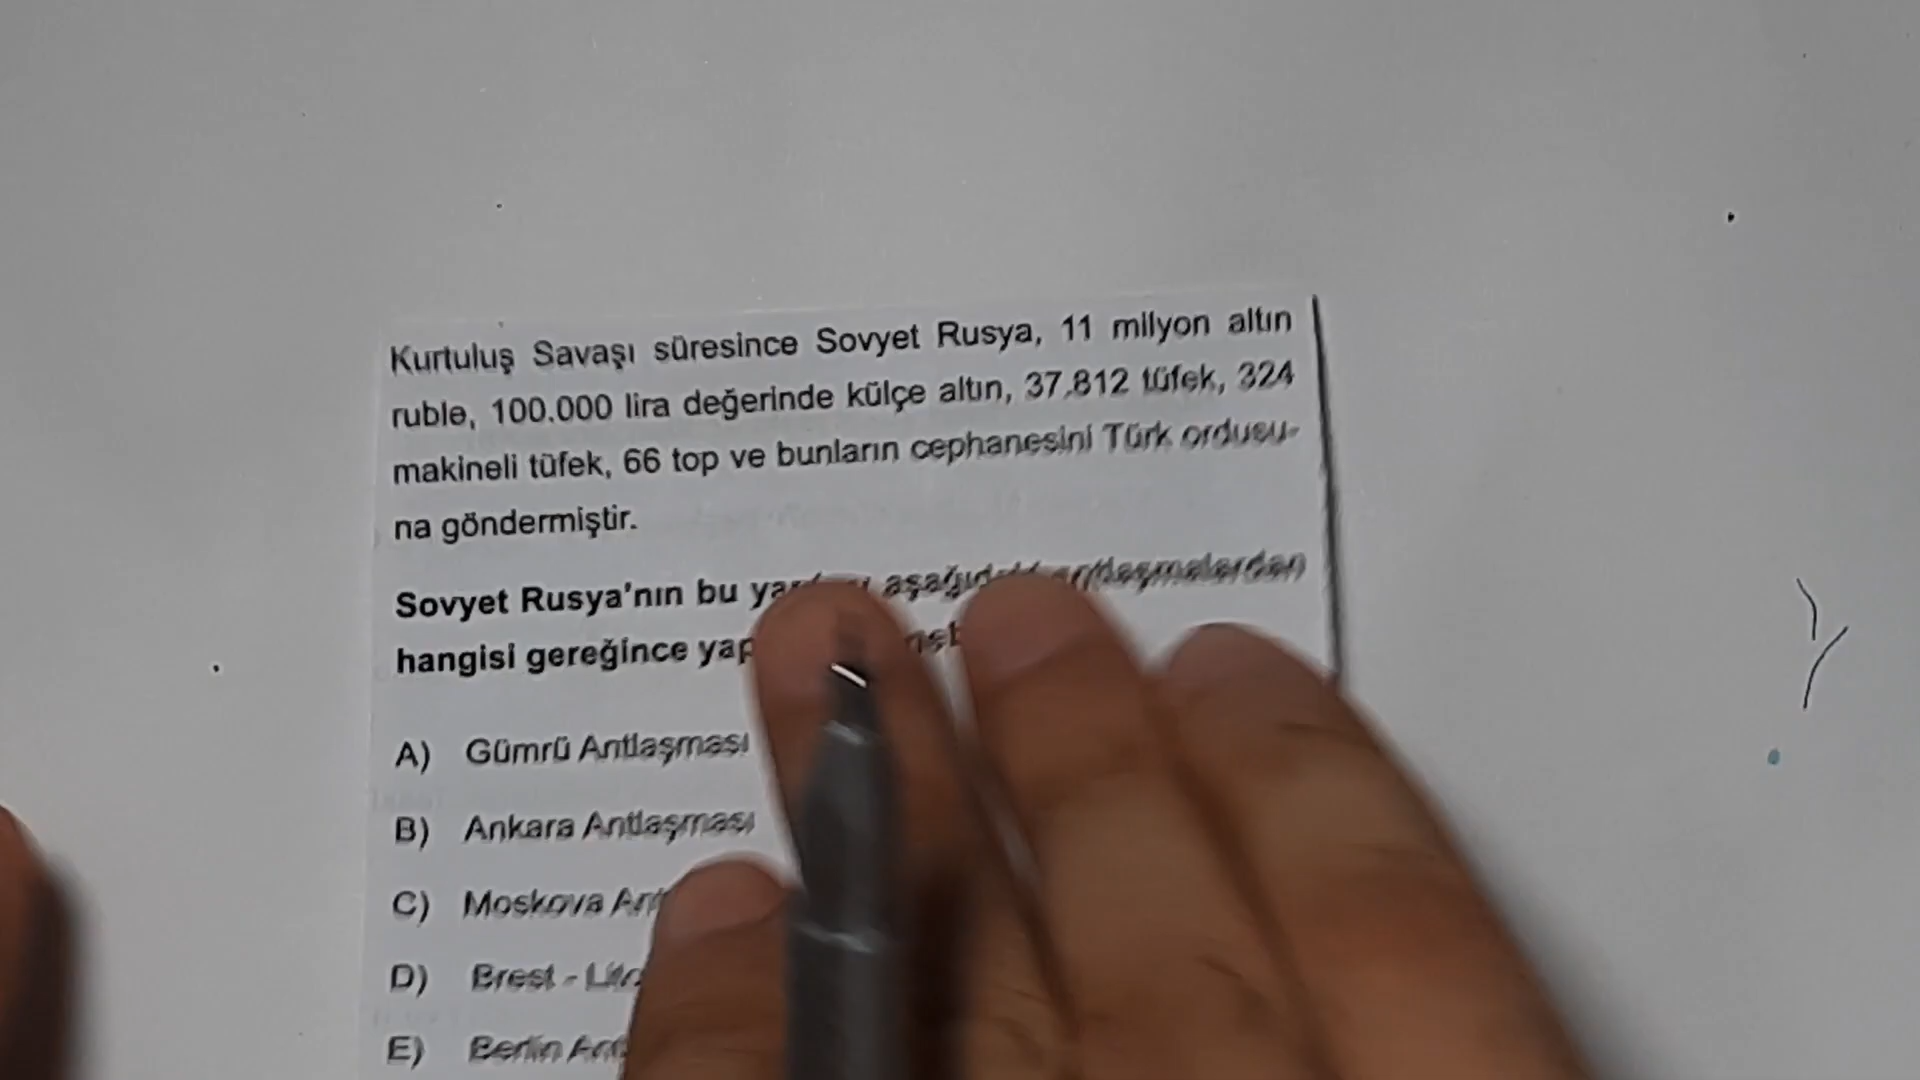 Kurtuluş Savaşı süresince Sovyet Rusya, 11 milyon altın
ruble, 100.000 lira değerinde külçe altın, 37.812 tüfek, 324
makineli tüfek, 66 top ve bunların cephanesini Türk ordusu-
na göndermiştir.
Sovyet Rusya'nın bu antlaşmalardan
hangisi gereğince
A) Gümrü Antlaşması
B) Ankara Antlaşması
C) Moskova
D) Brest -
E) Berlin